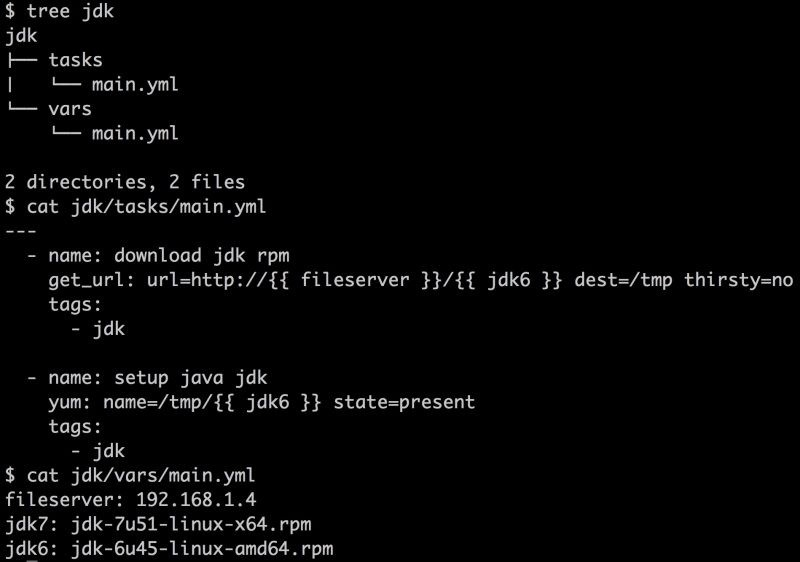 $ tree jdk
jdk
├── tasks
|   └── main.yml
└── vars
    └── main.yml

2 directories, 2 files
$ cat jdk/tasks/main.yml
---
  - name: download jdk rpm
    get_url: url=http://{{ fileserver }}/{{ jdk6 }} dest=/tmp thirsty=no
    tags:
      - jdk

  - name: setup java jdk
    yum: name=/tmp/{{ jdk6 }} state=present
    tags:
      - jdk
$ cat jdk/vars/main.yml
fileserver: 192.168.1.4
jdk7: jdk-7u51-linux-x64.rpm
jdk6: jdk-6u45-linux-amd64.rpm